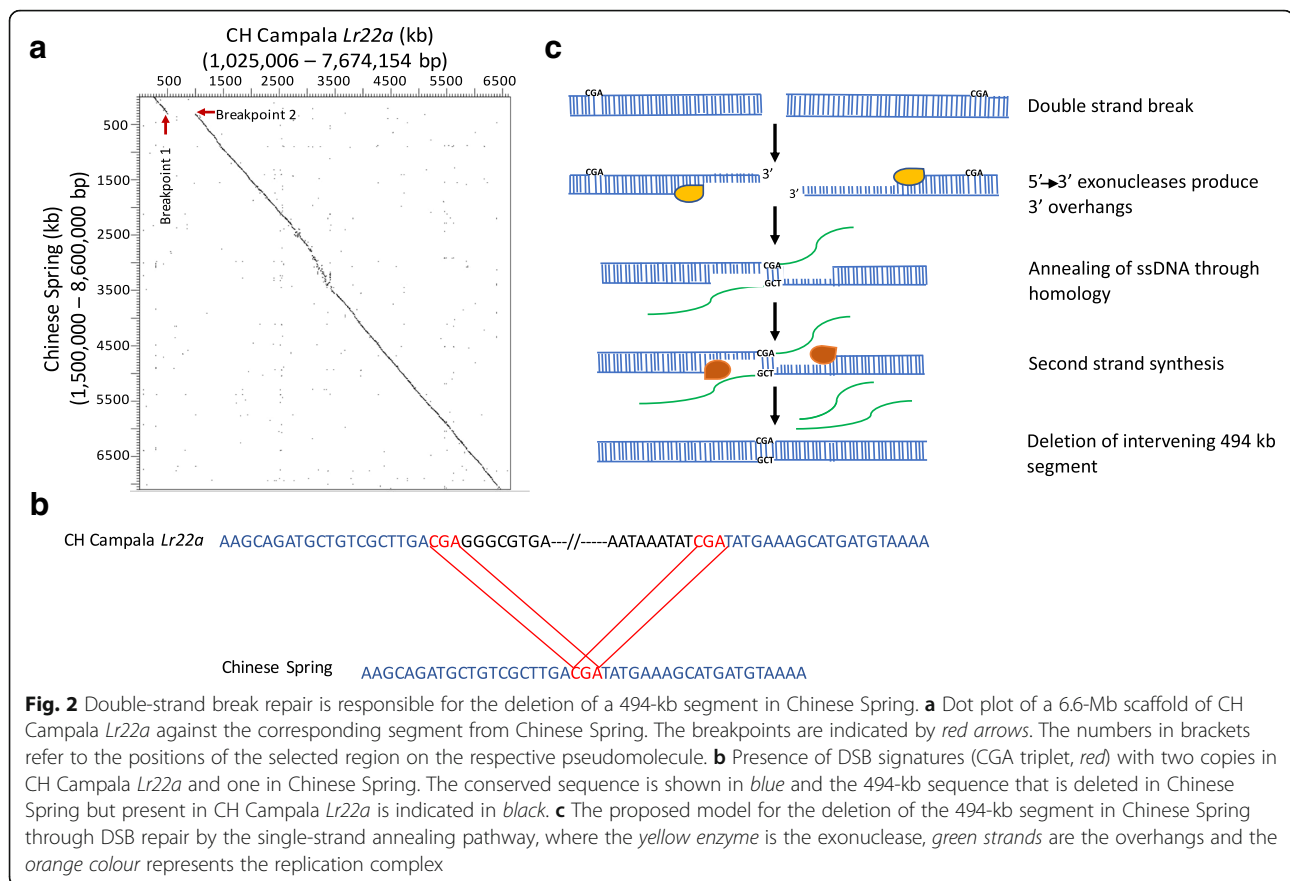 a
CH Campala Lr22a (kb)
(1,025,006 – 7,674,154 bp)
500 1500 2500 3500 4500 5500 6500
Chinese Spring (kb)
(1,500,000 – 8,600,000 bp)
500
1500
2500
3500
4500
5500
6500
Breakpoint 1
Breakpoint 2
c
CGA
CGA
Double strand break
CGA
3’
3’
CGA
5’→3’ exonucleases produce
3’ overhangs
CGA
GCT
Annealing of ssDNA through
homology
CGA
GCT
Second strand synthesis
CGA
GCT
Deletion of intervening 494 kb
segment
b
CH Campala Lr22a AAGCAGATGCTGTCGCTTGACGAGGGCGTGA---//-----AATAAATATCGATATGAAAGCATGATGTAAAA
Chinese Spring AAGCAGATGCTGTCGCTTGACGATATGAAAGCATGATGTAAAA
Fig. 2 Double-strand break repair is responsible for the deletion of a 494-kb segment in Chinese Spring. a Dot plot of a 6.6-Mb scaffold of CH
Campala Lr22a against the corresponding segment from Chinese Spring. The breakpoints are indicated by red arrows. The numbers in brackets
refer to the positions of the selected region on the respective pseudomolecule. b Presence of DSB signatures (CGA triplet, red) with two copies in
CH Campala Lr22a and one in Chinese Spring. The conserved sequence is shown in blue and the 494-kb sequence that is deleted in Chinese
Spring but present in CH Campala Lr22a is indicated in black. c The proposed model for the deletion of the 494-kb segment in Chinese Spring
through DSB repair by the single-strand annealing pathway, where the yellow enzyme is the exonuclease, green strands are the overhangs and the
orange colour represents the replication complex